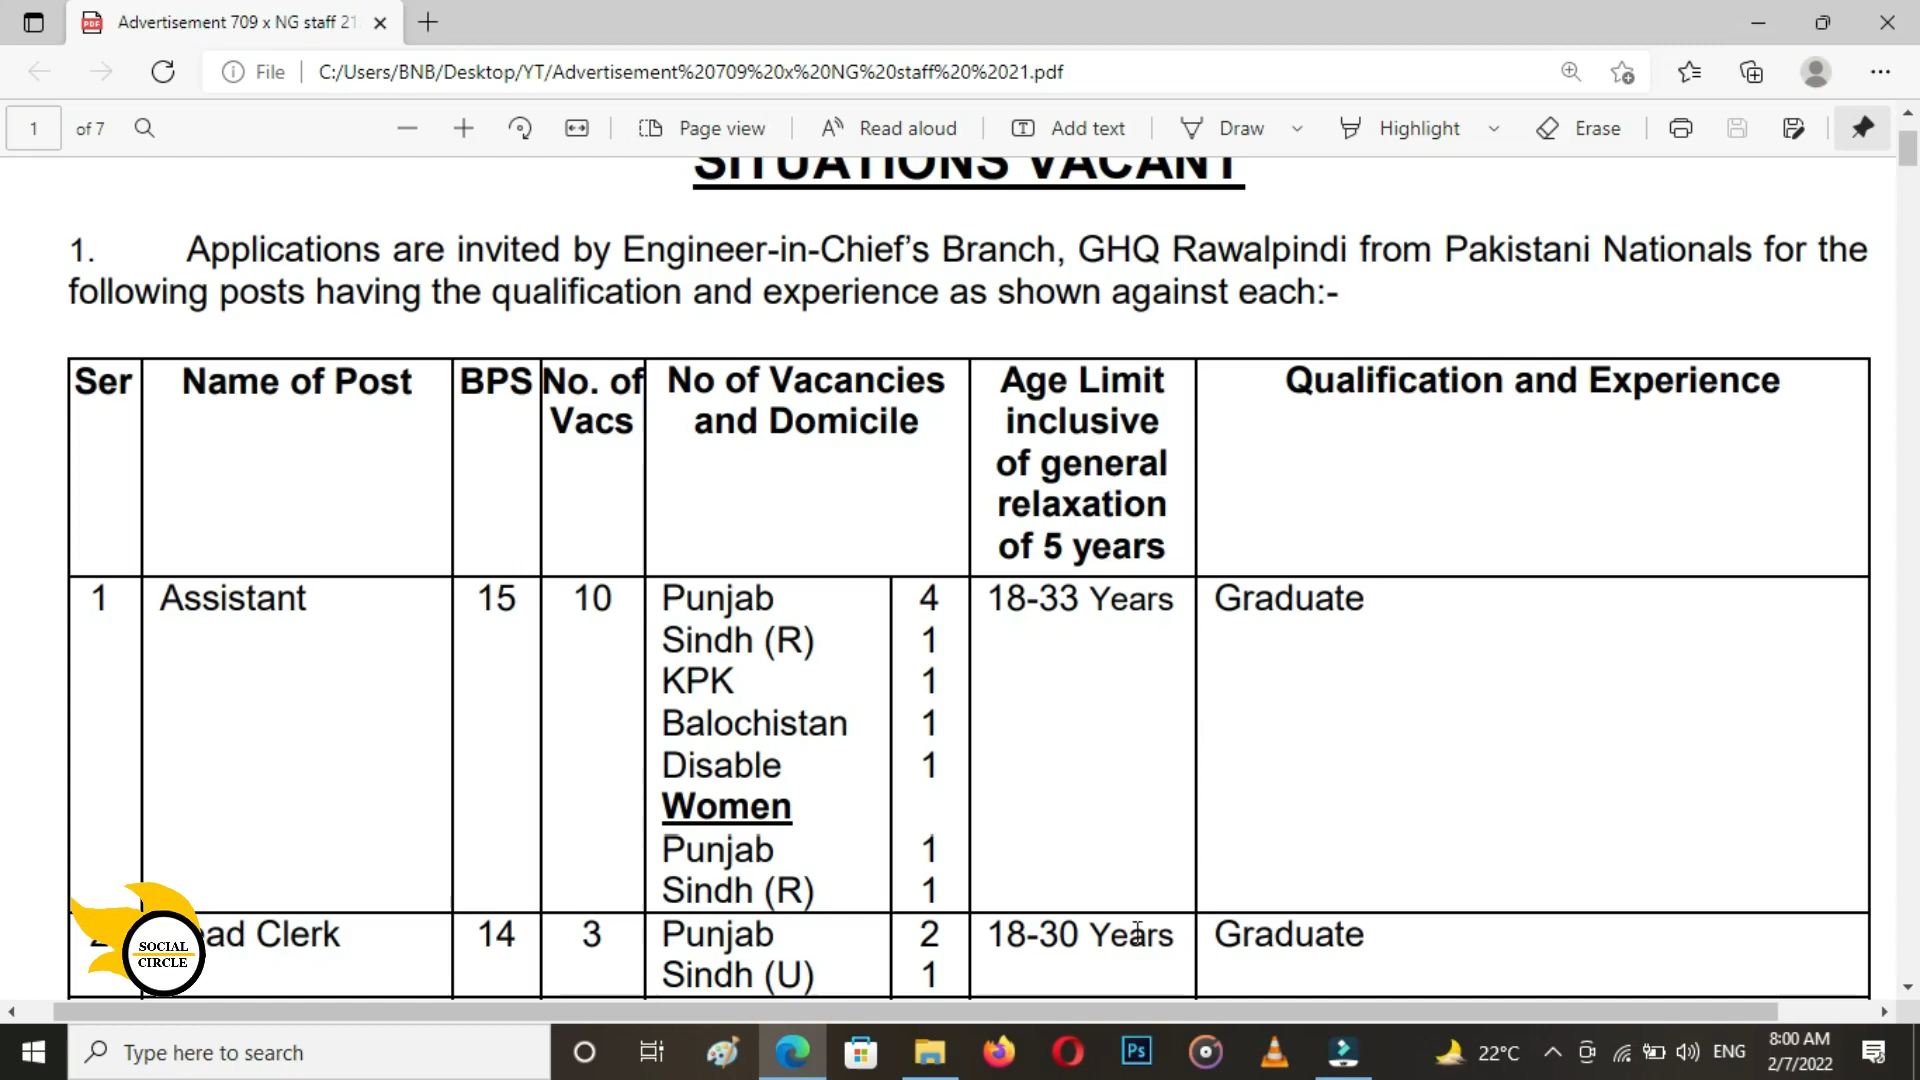 Advertisement 709 x NG staff 21
File
C:/Users/BNB/Desktop/YT/Advertisement%20709%20x%20NG%20staff%20%2021.pdf
1 of 7
Page view
Read aloud
Add text
Draw
Highlight
Erase
SITUATIONS VACANT
1. Applications are invited by Engineer-in-Chief’s Branch, GHQ Rawalpindi from Pakistani Nationals for the
following posts having the qualification and experience as shown against each:-
Ser
Name of Post
BPS
No. of
Vacs
No of Vacancies
and Domicile
Age Limit
inclusive
of general
relaxation
of 5 years
Qualification and Experience
1 Assistant 15 10 Punjab 4 18-33 Years Graduate
Sindh (R) 1
KPK 1
Balochistan 1
Disable 1
Women
Punjab 1
Sindh (R) 1
ad Clerk 14 3 Punjab 2 18-30 Years Graduate
Sindh (U) 1
SOCIAL
CIRCLE
Type here to search
Ps
22°C
ENG
8:00 AM
2/7/2022